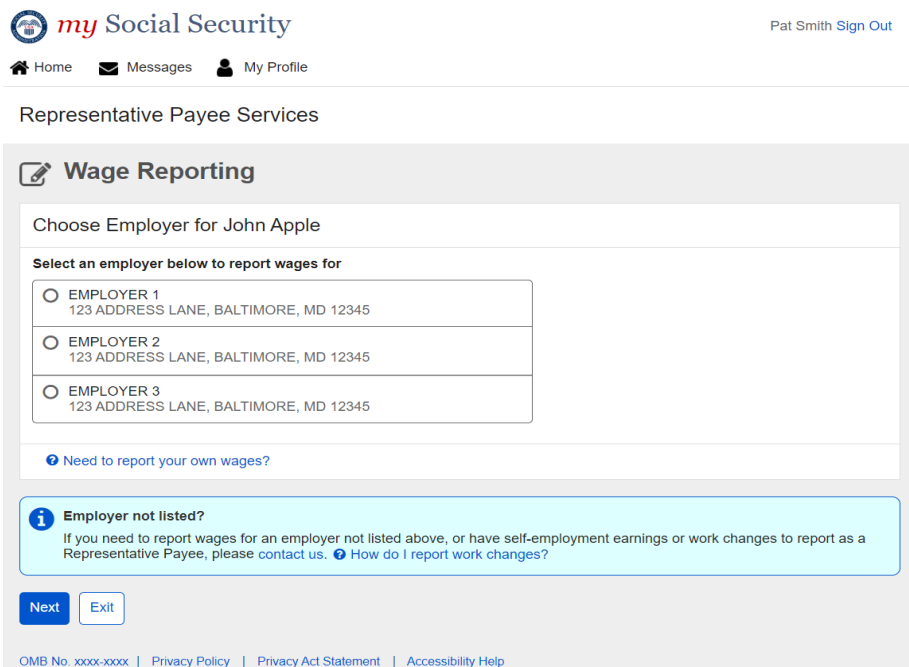 my Social Security
Pat Smith Sign Out
Home Messages My Profile
Representative Payee Services
Wage Reporting
Choose Employer for John Apple
Select an employer below to report wages for
EMPLOYER 1
123 ADDRESS LANE, BALTIMORE, MD 12345
EMPLOYER 2
123 ADDRESS LANE, BALTIMORE, MD 12345
EMPLOYER 3
123 ADDRESS LANE, BALTIMORE, MD 12345
Need to report your own wages?
Employer not listed?
If you need to report wages for an employer not listed above, or have self-employment earnings or work changes to report as a
Representative Payee, please contact us. How do I report work changes?
Next Exit
OMB No. xxxx-xxxx | Privacy Policy | Privacy Act Statement | Accessibility Help